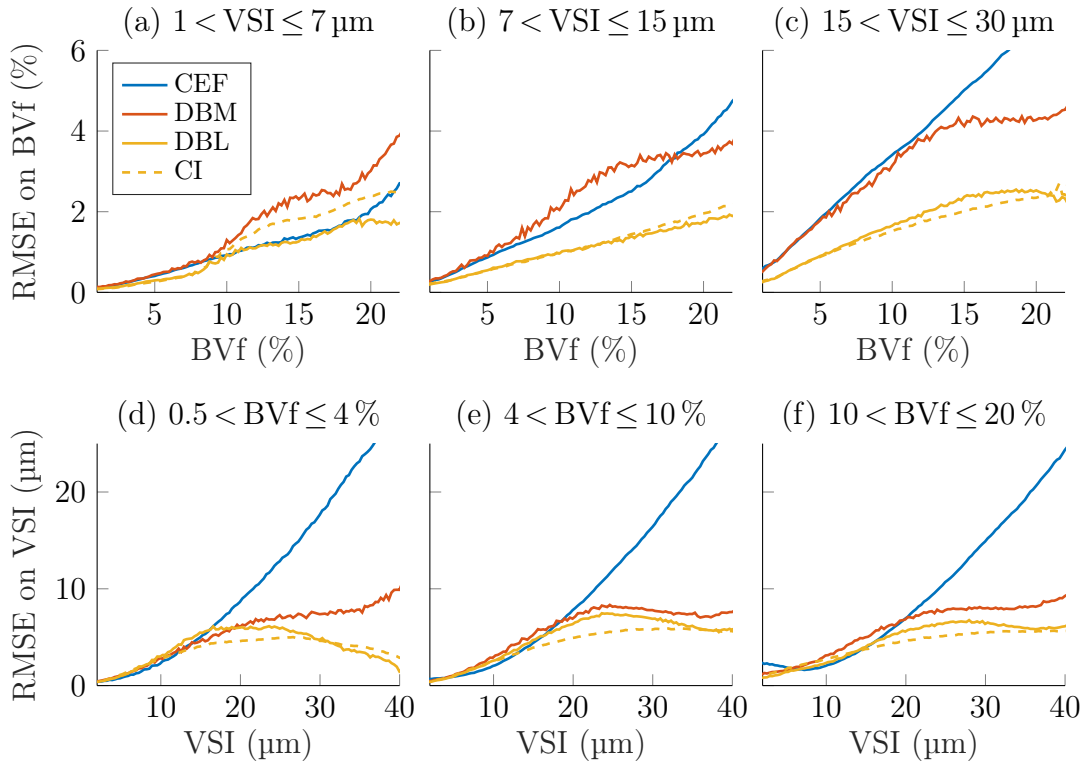 (a) 1 < VSI ≤ 7 µm
(b) 7 < VSI ≤ 15 µm
(c) 15 < VSI ≤ 30 µm
RMSE on BVf (%)
6
4
2
0
CEF
DBM
DBL
CI
5 10 15 20
5 10 15 20
5 10 15 20
BVf (%)
BVf (%)
BVf (%)
(d) 0.5 < BVf ≤ 4 %
(e) 4 < BVf ≤ 10 %
(f) 10 < BVf ≤ 20 %
RMSE on VSI (µm)
20
10
0
10 20 30 40
10 20 30 40
10 20 30 40
VSI (µm)
VSI (µm)
VSI (µm)